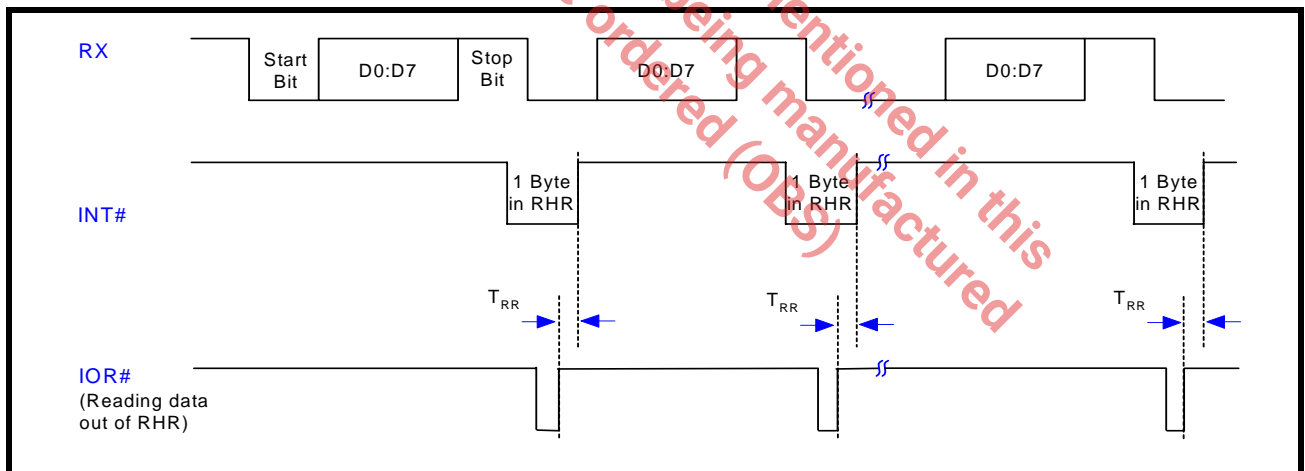 RX
Start
Bit
D0:D7
Stop
Bit
D0:D7
D0:D7
INT#
1 Byte
in RHR
1 Byte
in RHR
1 Byte
in RHR
TRR
TRR
TRR
IOR#
(Reading data
out of RHR)
mentioned in this
being manufactured
ordered (OBS)